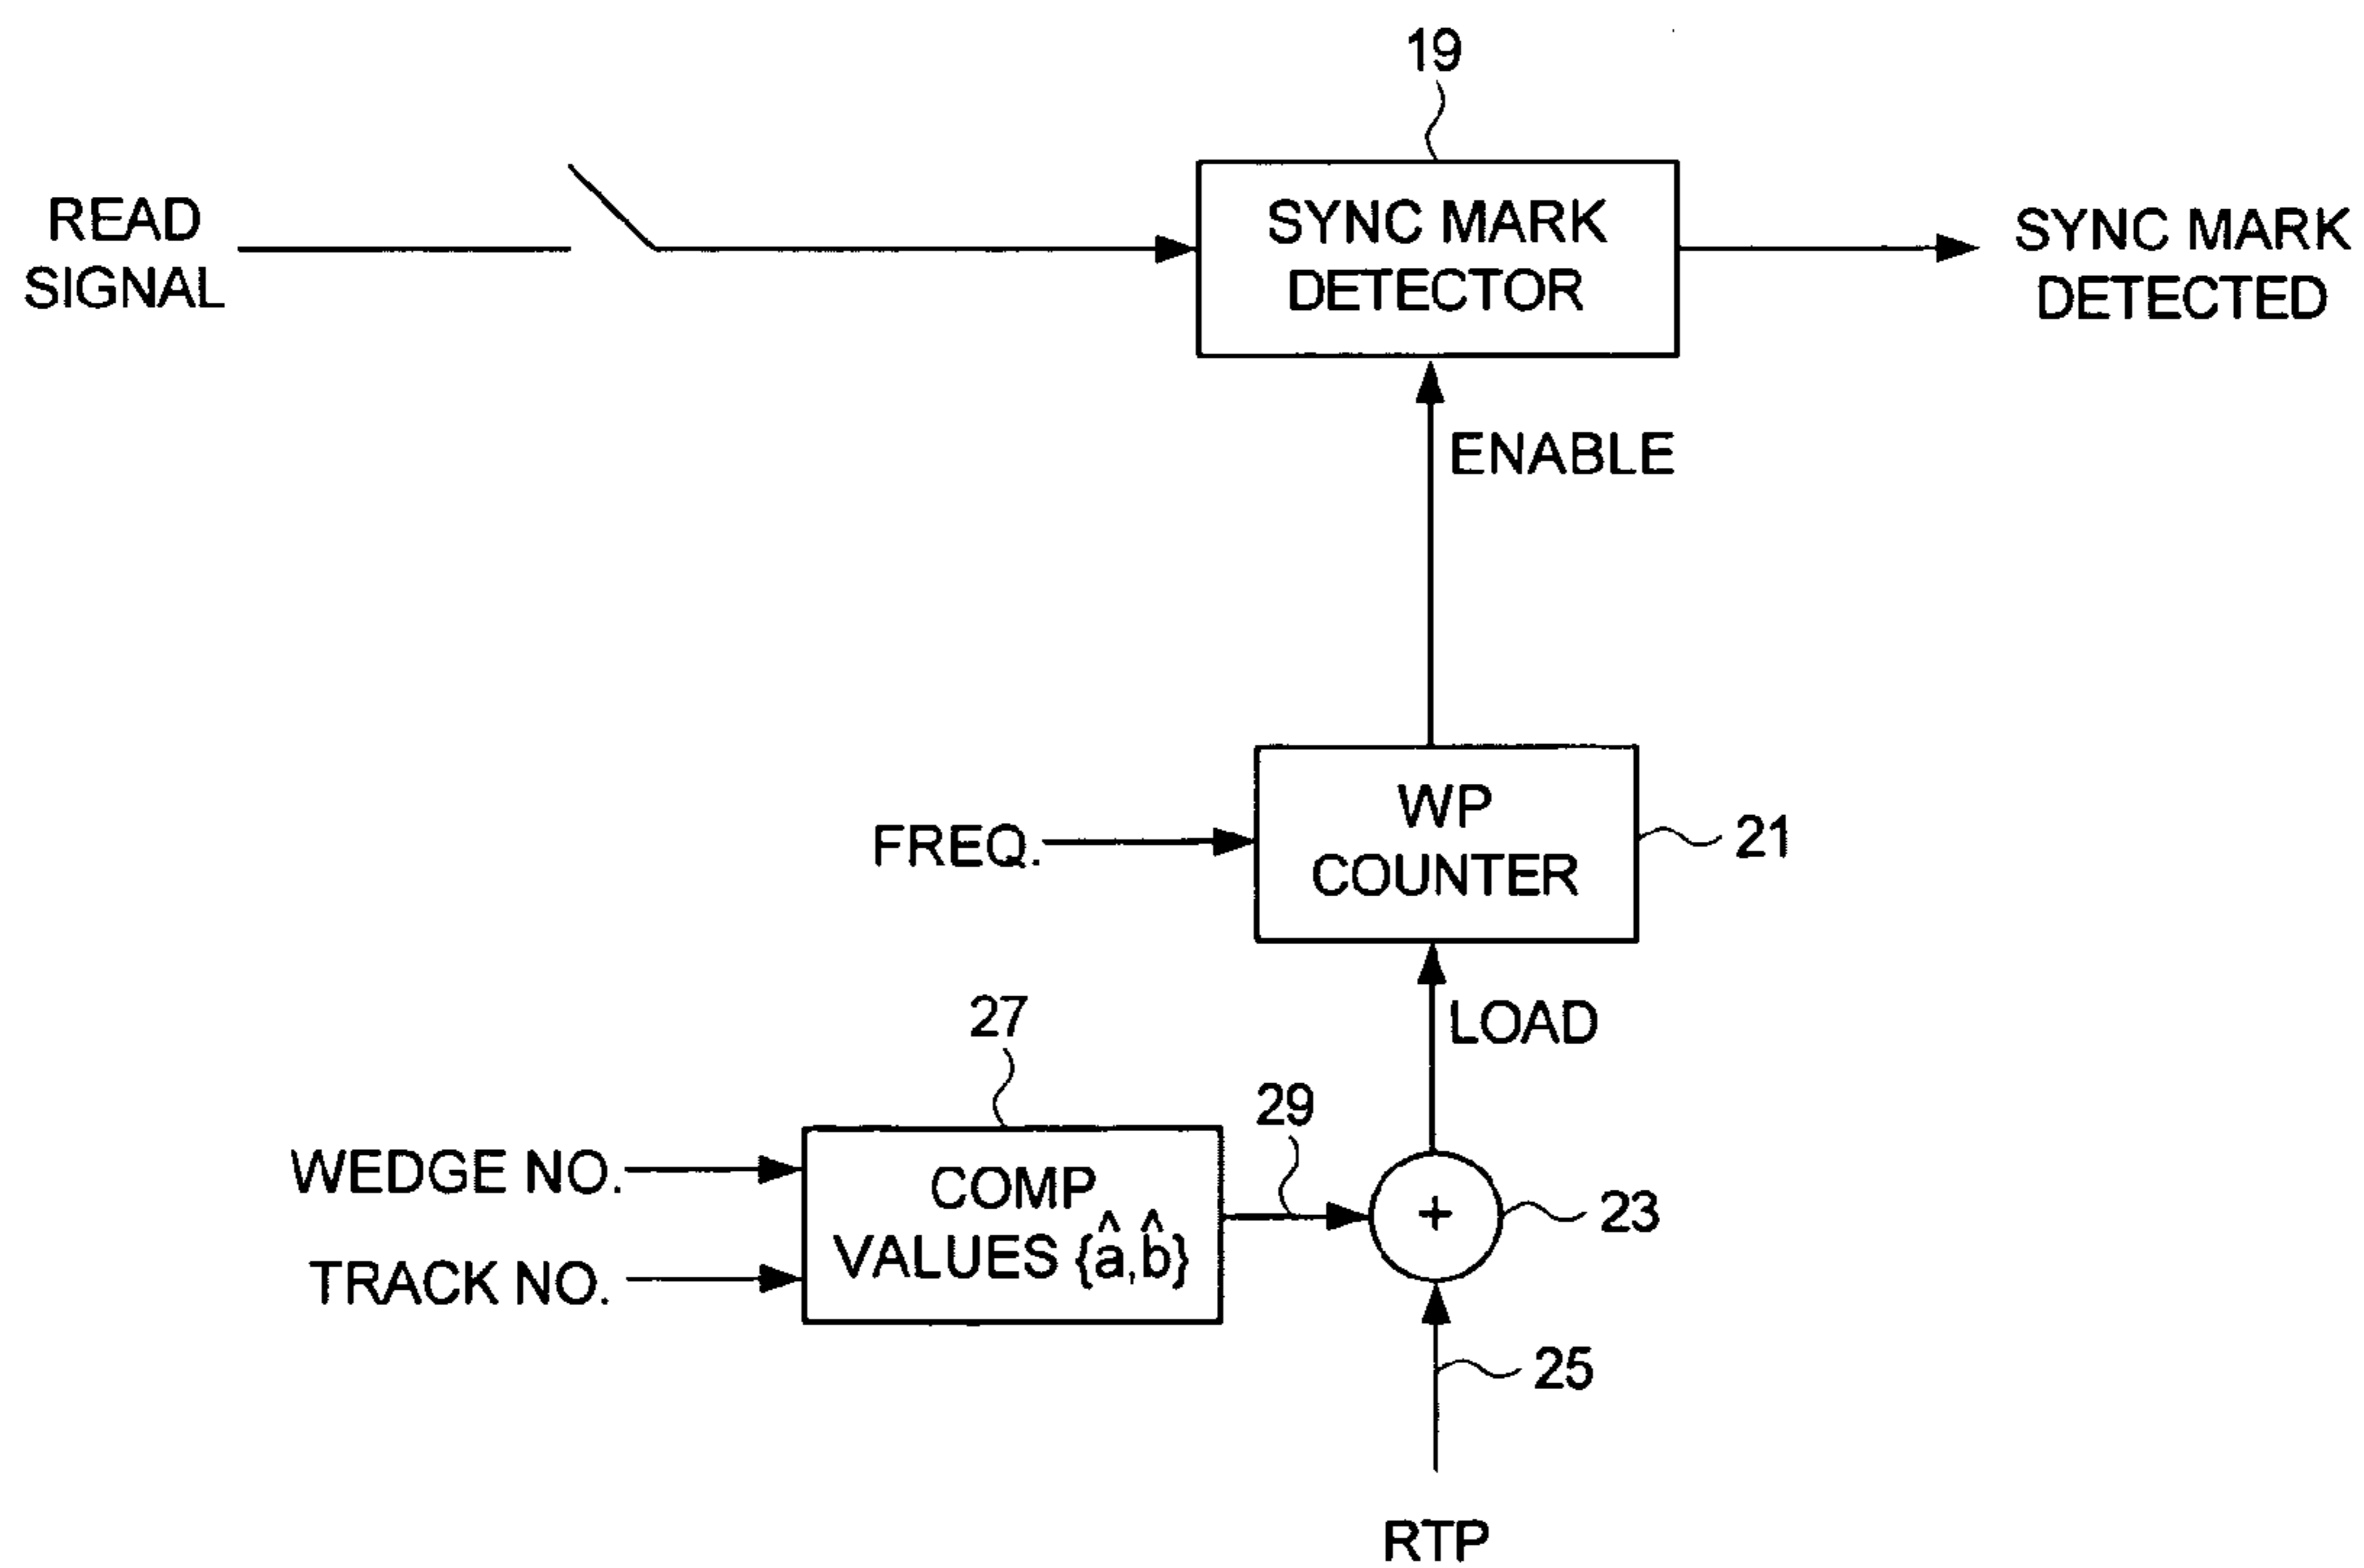 19
READ
SIGNAL
SYNC MARK
DETECTOR
SYNC MARK
DETECTED
ENABLE
FREQ.
WP
COUNTER
21
LOAD
27
29
WEDGE NO.
TRACK NO.
COMP
VALUES {â,b̂}
+
23
25
RTP